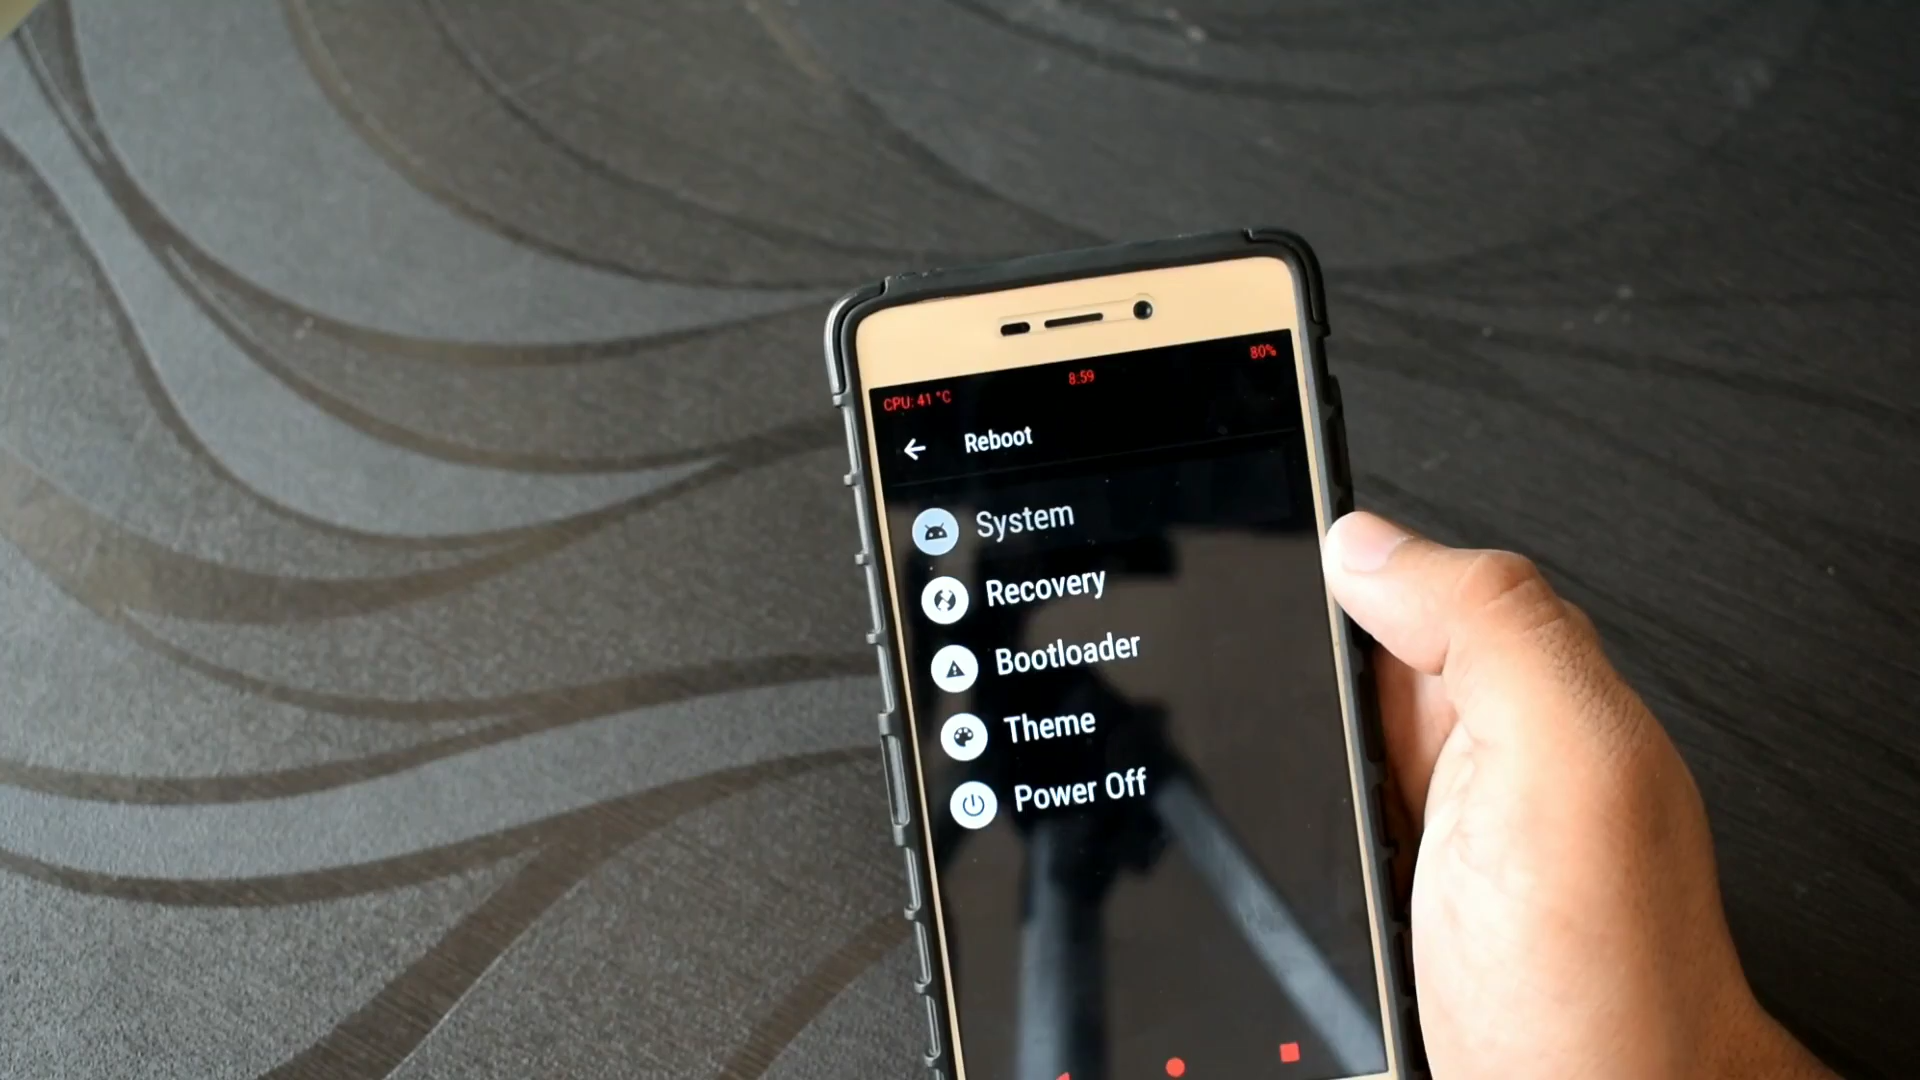 80%
8:59
CPU: 41 °C
Reboot
System
Recovery
Bootloader
Theme
Power Off